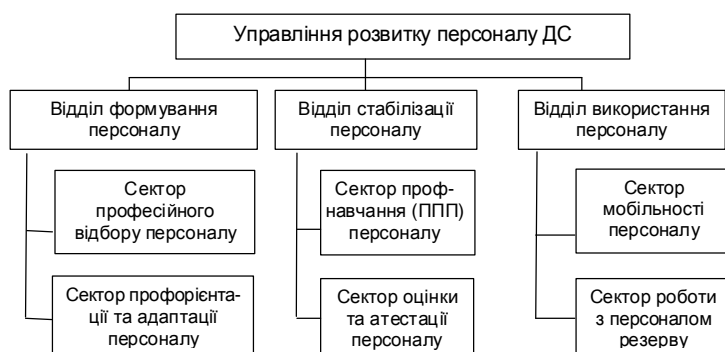 Управління розвитку персоналу ДС
Відділ формування
персоналу
Відділ стабілізації
персоналу
Відділ використання
персоналу
Сектор
професійного
відбору персоналу
Сектор проф-
навчання (ППП)
персоналу
Сектор
мобільності
персоналу
Сектор профорієнта-
ції та адаптації
персоналу
Сектор оцінки
та атестації
персоналу
Сектор роботи
з персоналом
резерву